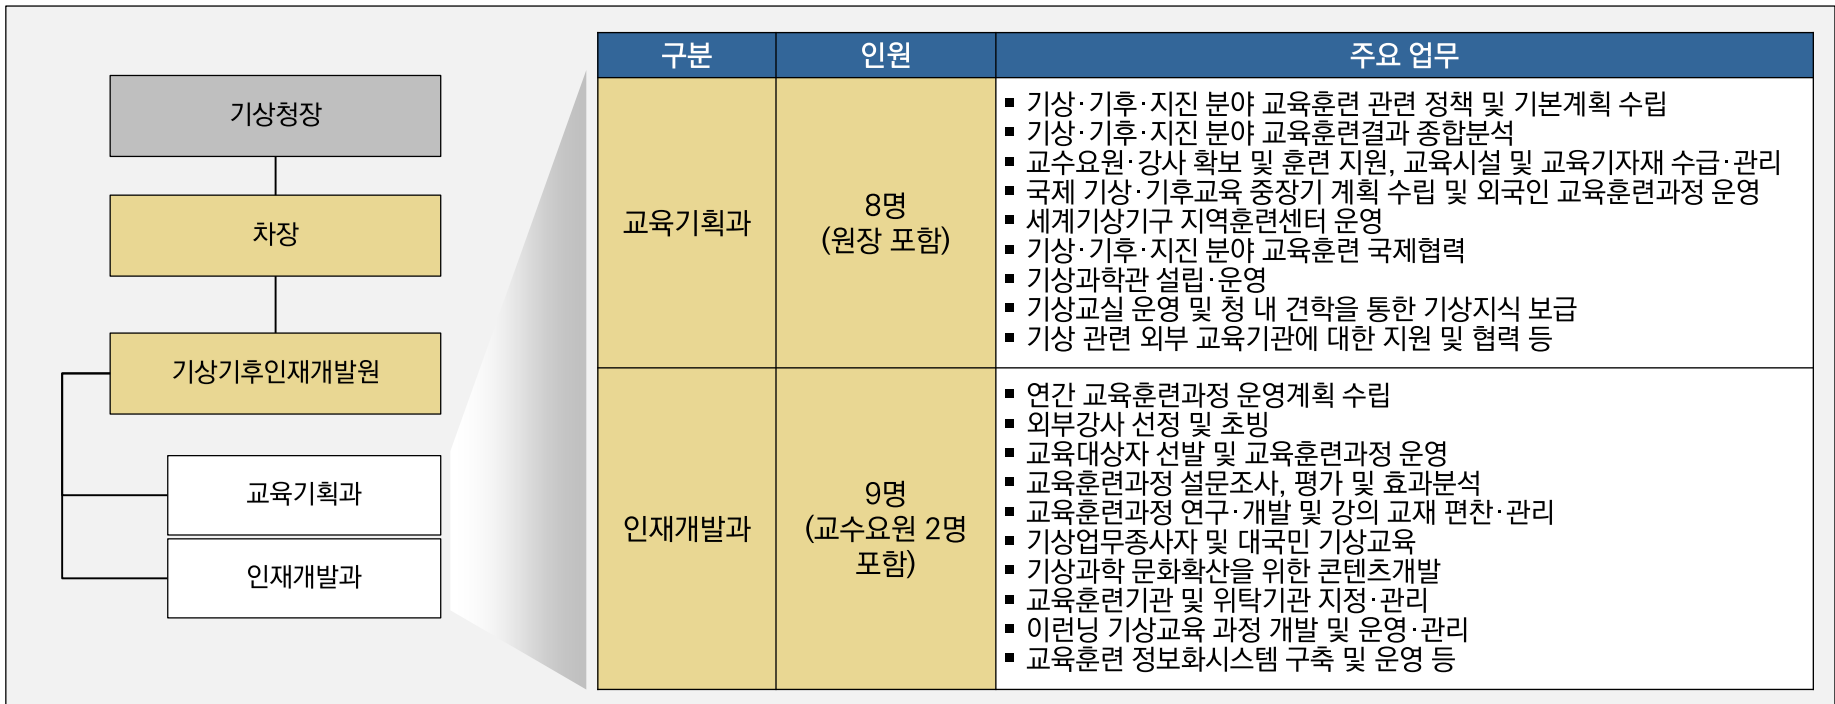 기상청장
차장
기상기후인재개발원
교육기획과
인재개발과
구분 인원 주요 업무
교육기획과
8명
(원장 포함)
▪ 기상·기후·지진 분야 교육훈련 관련 정책 및 기본계획 수립
▪ 기상·기후·지진 분야 교육훈련결과 종합분석
▪ 교수요원·강사 확보 및 훈련 지원, 교육시설 및 교육기자재 수급·관리
▪ 국제 기상·기후교육 중장기 계획 수립 및 외국인 교육훈련과정 운영
▪ 세계기상기구 지역훈련센터 운영
▪ 기상·기후·지진 분야 교육훈련 국제협력
▪ 기상과학관 설립·운영
▪ 기상교실 운영 및 청 내 견학을 통한 기상지식 보급
▪ 기상 관련 외부 교육기관에 대한 지원 및 협력 등
인재개발과
9명
(교수요원 2명
포함)
▪ 연간 교육훈련과정 운영계획 수립
▪ 외부강사 선정 및 초빙
▪ 교육대상자 선발 및 교육훈련과정 운영
▪ 교육훈련과정 설문조사, 평가 및 효과분석
▪ 교육훈련과정 연구·개발 및 강의 교재 편찬·관리
▪ 기상업무종사자 및 대국민 기상교육
▪ 기상과학 문화확산을 위한 콘텐츠개발
▪ 교육훈련기관 및 위탁기관 지정·관리
▪ 이런닝 기상교육 과정 개발 및 운영·관리
▪ 교육훈련 정보화시스템 구축 및 운영 등